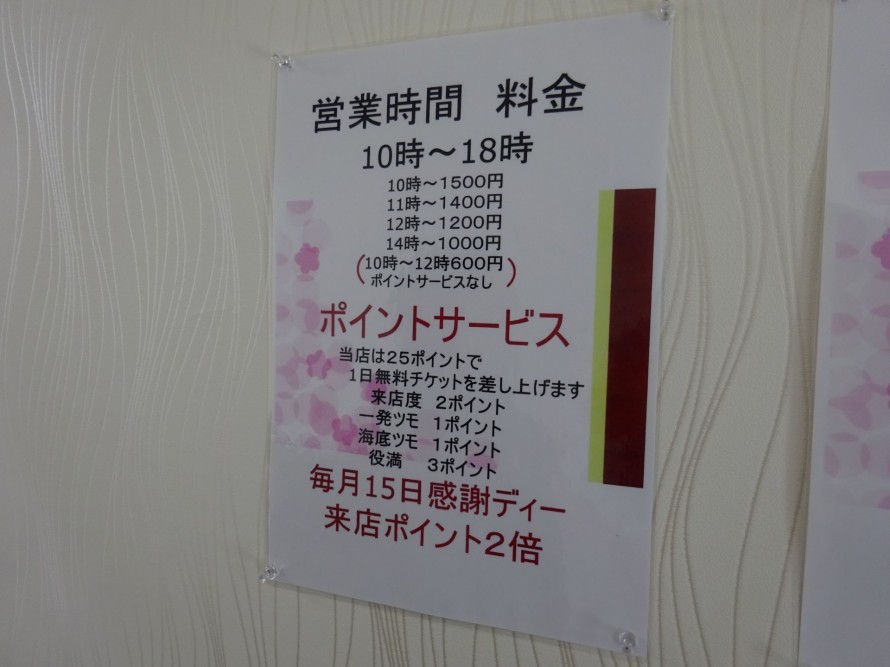 営業時間 料金
10時～18時
10時～1500円
11時～1400円
12時～1200円
14時～1000円
(10時～12時600円
ポイントサービスなし)
ポイントサービス
当店は25ポイントで
1日無料チケットを差し上げます
来店度 2ポイント
一発ツモ 1ポイント
海底ツモ 1ポイント
役満 3ポイント
毎月15日感謝ディー
来店ポイント2倍